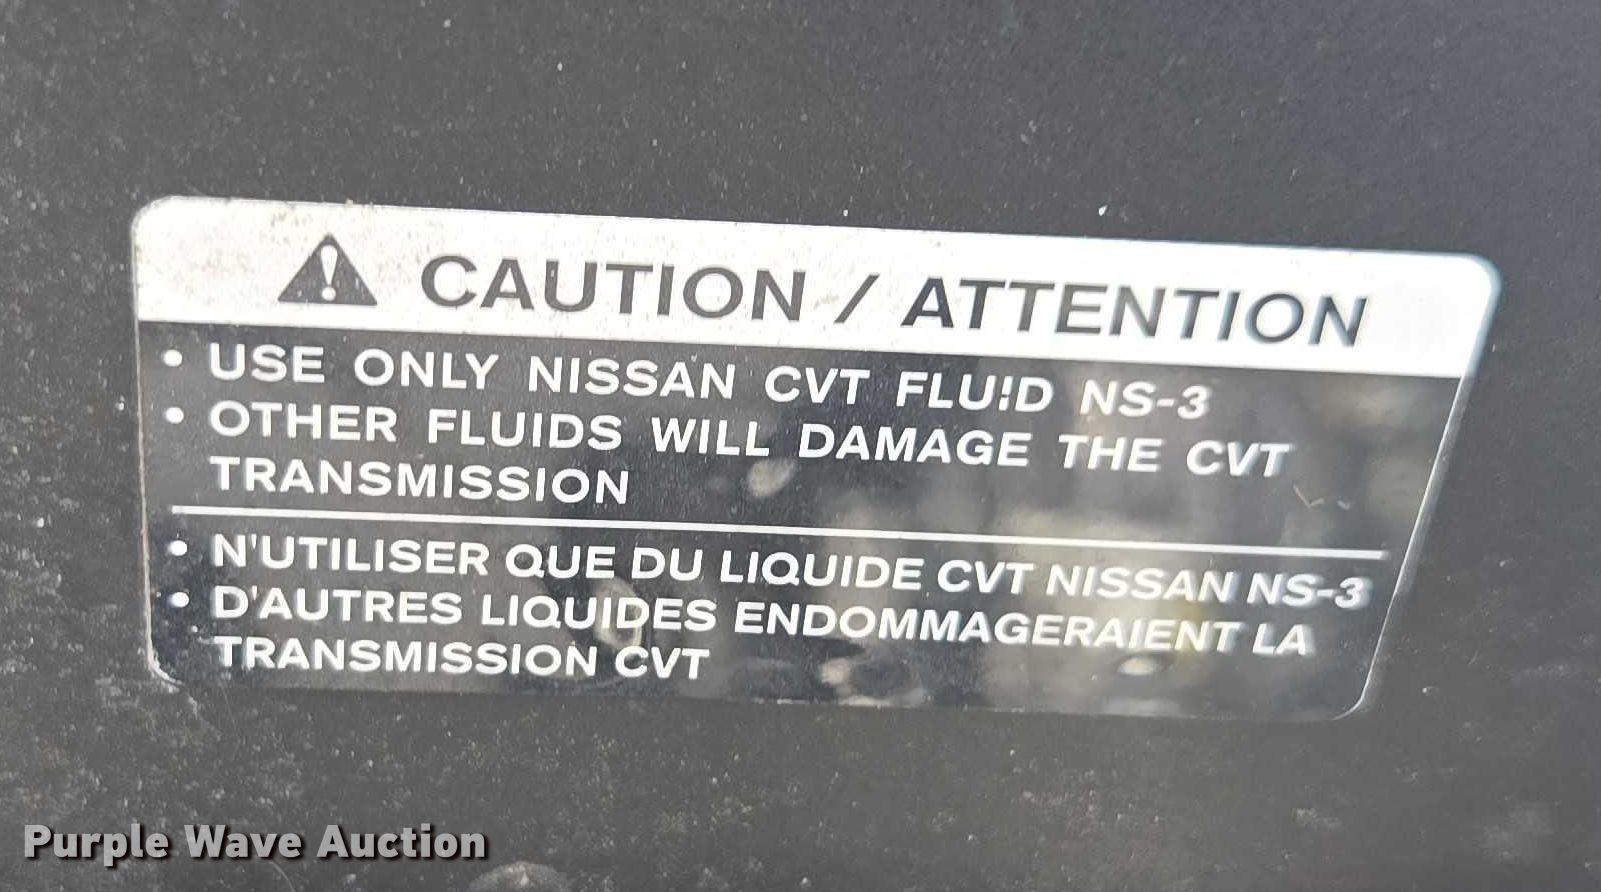 CAUTION / ATTENTION
• USE ONLY NISSAN CVT FLUID NS-3
• OTHER FLUIDS WILL DAMAGE THE CVT
TRANSMISSION
• N'UTILISER QUE DU LIQUIDE CVT NISSAN NS-3
• D'AUTRES LIQUIDES ENDOMMAGERAIENT LA
TRANSMISSION CVT
Purple Wave Auction